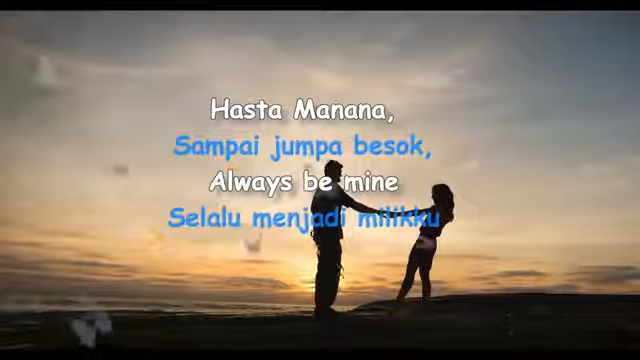 Hasta Manana,
Sampai jumpa besok,
Always be mine
Selalu menjadi milikku